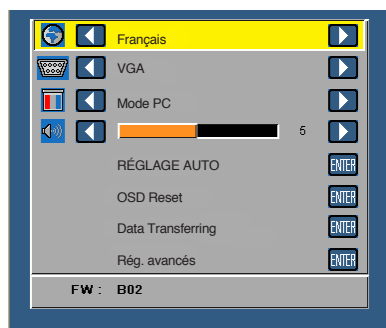 Français
VGA
Mode PC
5
RÉGLAGE AUTO ENTER
OSD Reset ENTER
Data Transferring ENTER
Rég. avancés ENTER
FW : B02